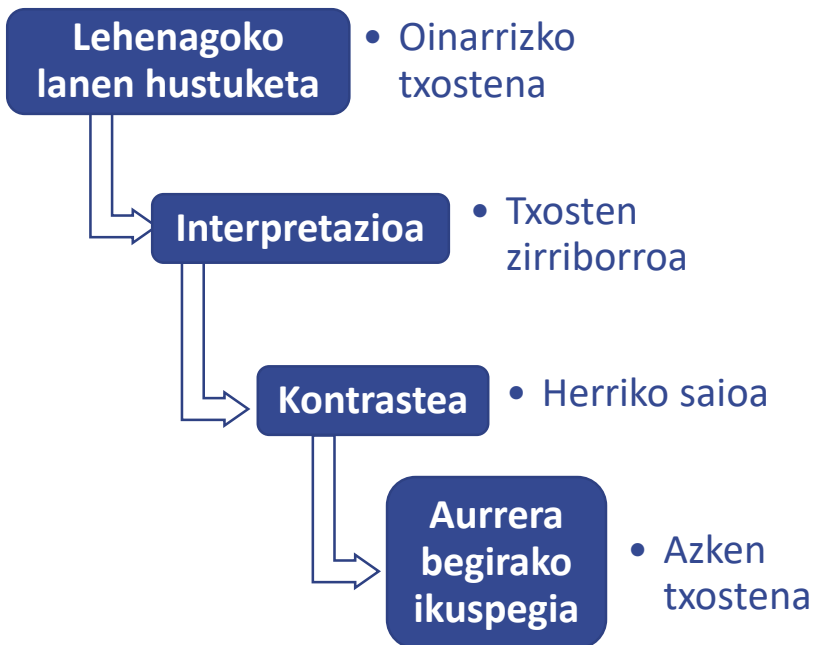 Lehenagoko
lanen hustuketa
• Oinarrizko
txostena
Interpretazioa
• Txosten
zirriborroa
Kontrastea
• Herriko saioa
Aurrera
begirako
ikuspegia
• Azken
txostena